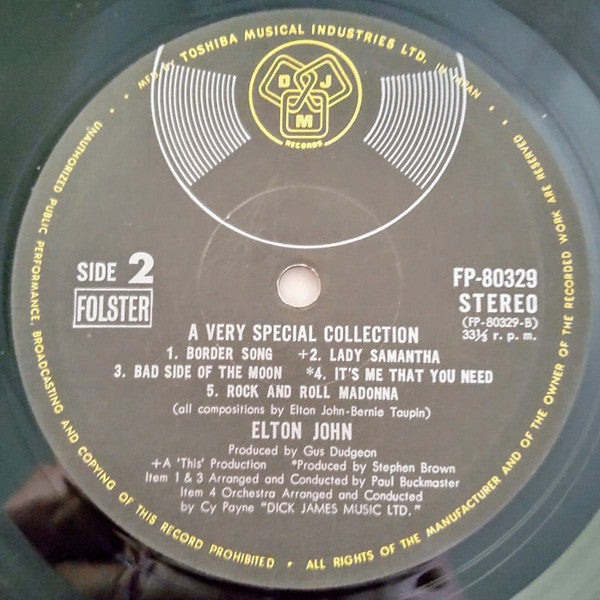 MFD by TOSHIBA MUSICAL INDUSTRIES LTD. IN JAPAN
D J M
RECORDS
SIDE 2
FOLSTER
FP-80329
STEREO
(FP-80329-B)
33⅓ r. p. m.
A VERY SPECIAL COLLECTION
1. BORDER SONG +2. LADY SAMANTHA
3. BAD SIDE OF THE MOON *4. IT'S ME THAT YOU NEED
5. ROCK AND ROLL MADONNA
(all compositions by Elton John-Bernie Taupin)
ELTON JOHN
Produced by Gus Dudgeon
+A 'This' Production *Produced by Stephen Brown
Item 1 & 3 Arranged and Conducted by Paul Buckmaster
Item 4 Orchestra Arranged and Conducted
by Cy Payne "DICK JAMES MUSIC LTD."
UNAUTHORIZED PUBLIC PERFORMANCE, BROADCASTING AND COPYING OF THIS RECORD PROHIBITED • ALL RIGHTS OF THE MANUFACTURER AND OF THE OWNER OF THE RECORDED WORK ARE RESERVED